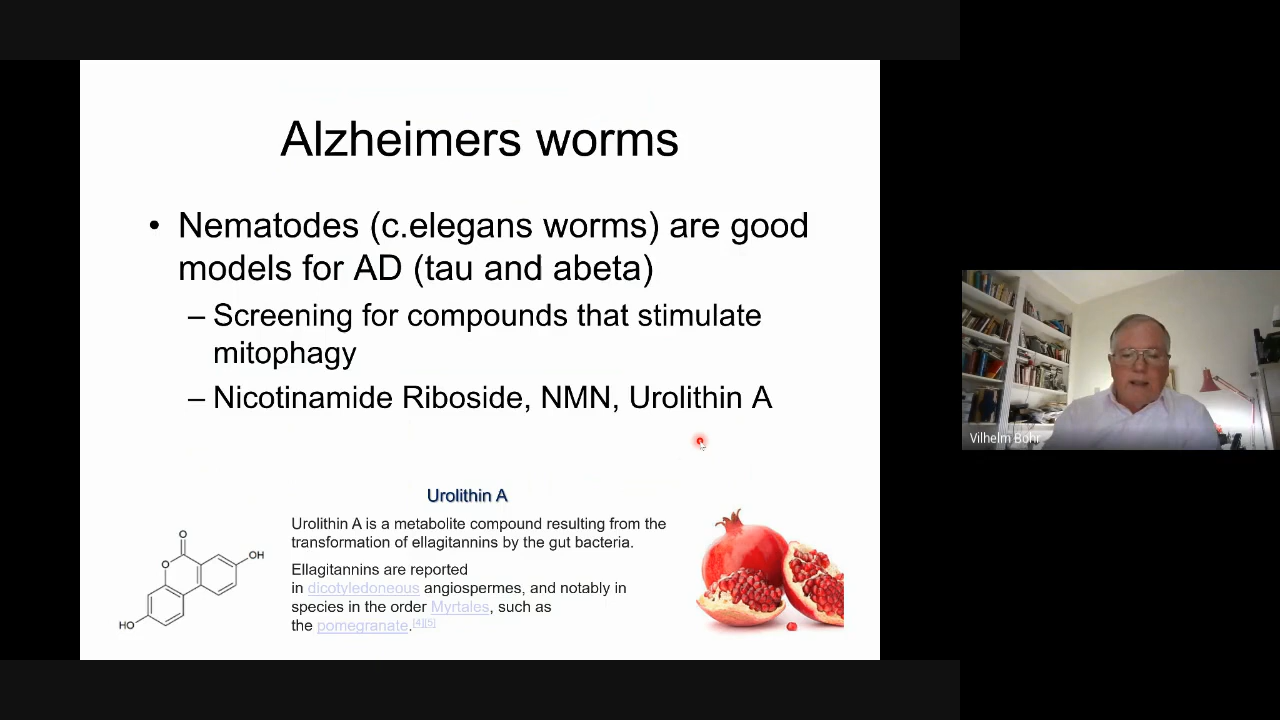 Alzheimers worms
• Nematodes (c.elegans worms) are good
models for AD (tau and abeta)
– Screening for compounds that stimulate
mitophagy
– Nicotinamide Riboside, NMN, Urolithin A
Urolithin A
Urolithin A is a metabolite compound resulting from the
transformation of ellagitannins by the gut bacteria.
Ellagitannins are reported
in dicotyledoneous angiospermes, and notably in
species in the order Myrtales, such as
the pomegranate.[4][5]
O
O
OH
HO
Vilhelm Bohr